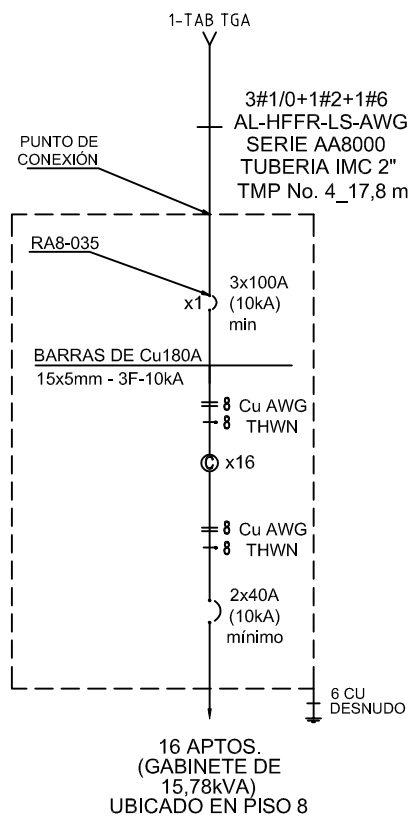 1-TAB TGA
3#1/0+1#2+1#6
AL-HFFR-LS-AWG
SERIE AA8000
TUBERIA IMC 2"
TMP No. 4_17,8 m
PUNTO DE
CONEXIÓN
RA8-035
x1
3x100A
(10kA)
min
BARRAS DE Cu180A
15x5mm - 3F-10kA
8 Cu AWG
8 THWN
C x16
8 Cu AWG
8 THWN
2x40A
(10kA)
mínimo
6 CU
DESNUDO
16 APTOS.
(GABINETE DE
15,78kVA)
UBICADO EN PISO 8